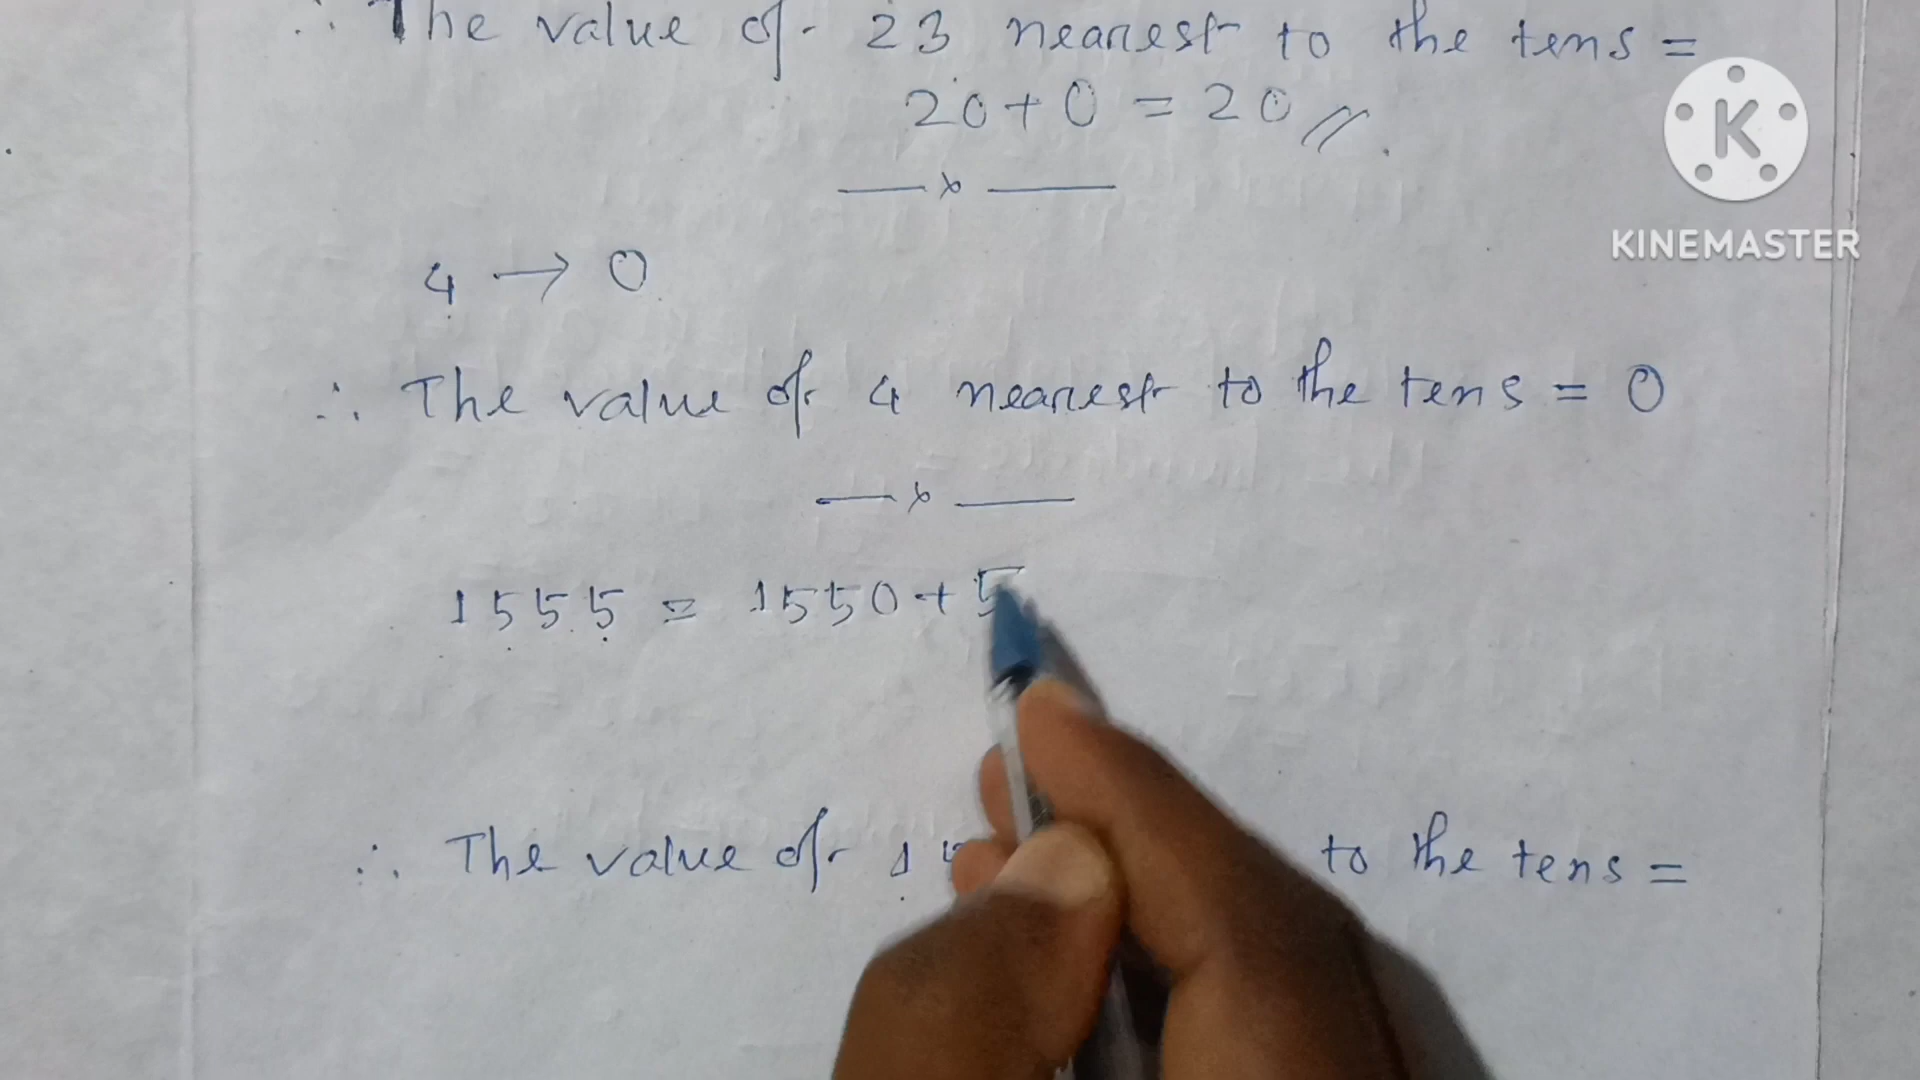 ∴ The value of 23 nearest to the tens =
20 + 0 = 20 //
— x —
4 → 0
∴ The value of 4 nearest to the tens = 0
— x —
1555 = 1550 + 5
∴ The value of 1 to the tens =
K
KINEMASTER